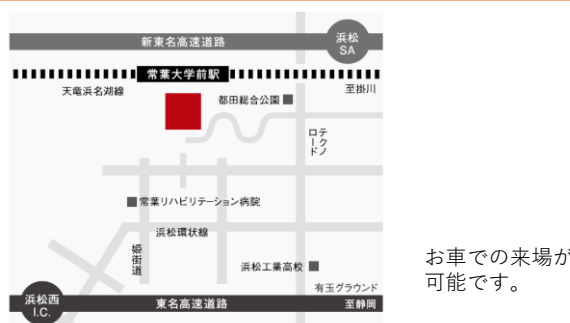 新東名高速道路
浜松
SA
常葉大学前駅
天竜浜名湖線
至掛川
都田総合公園
テクノ
ロード
常葉リハビリテーション病院
浜松環状線
姫街道
浜松工業高校
有玉グラウンド
浜松西
I.C.
東名高速道路
至静岡
お車での来場が
可能です。